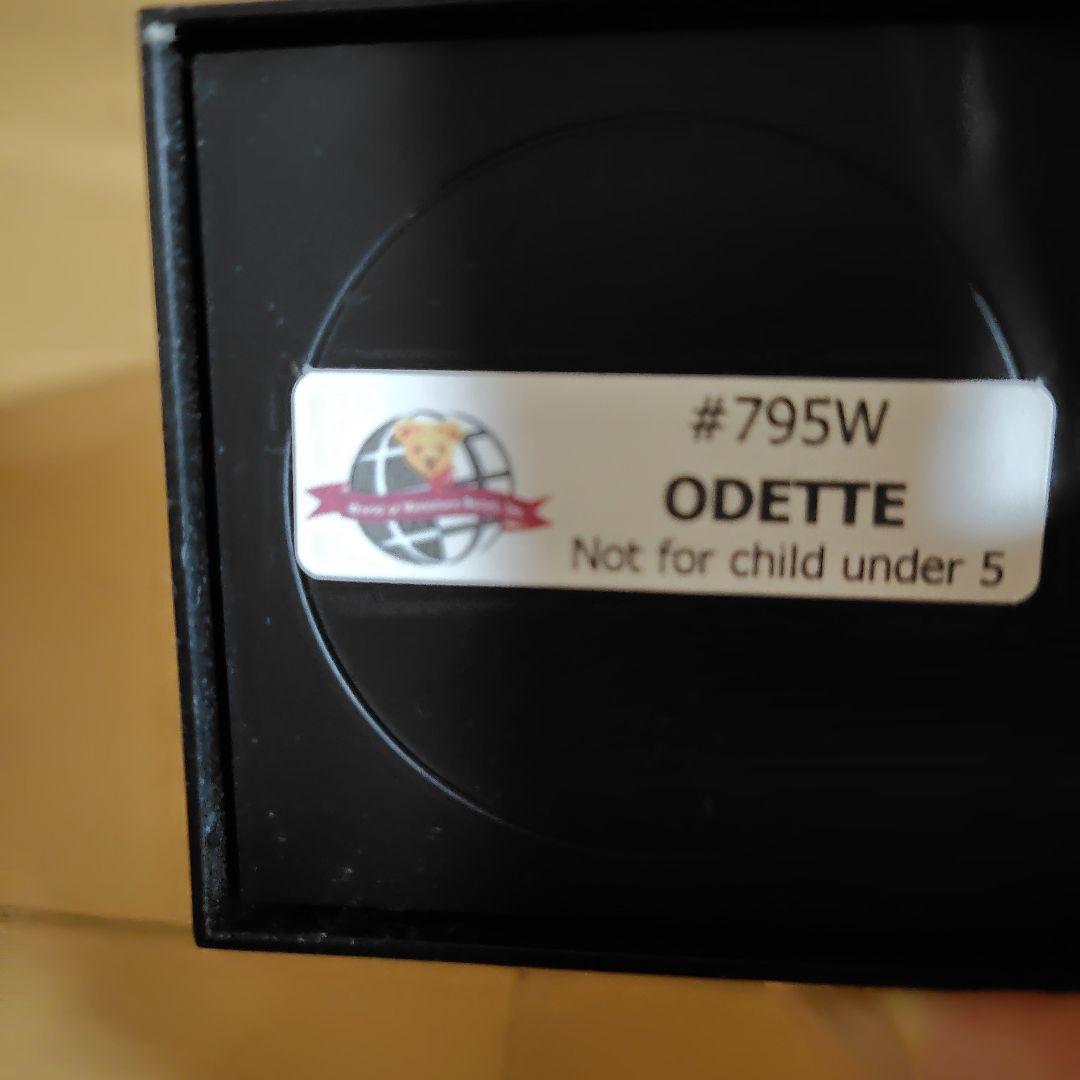 #795W
ODETTE
Not for child under 5